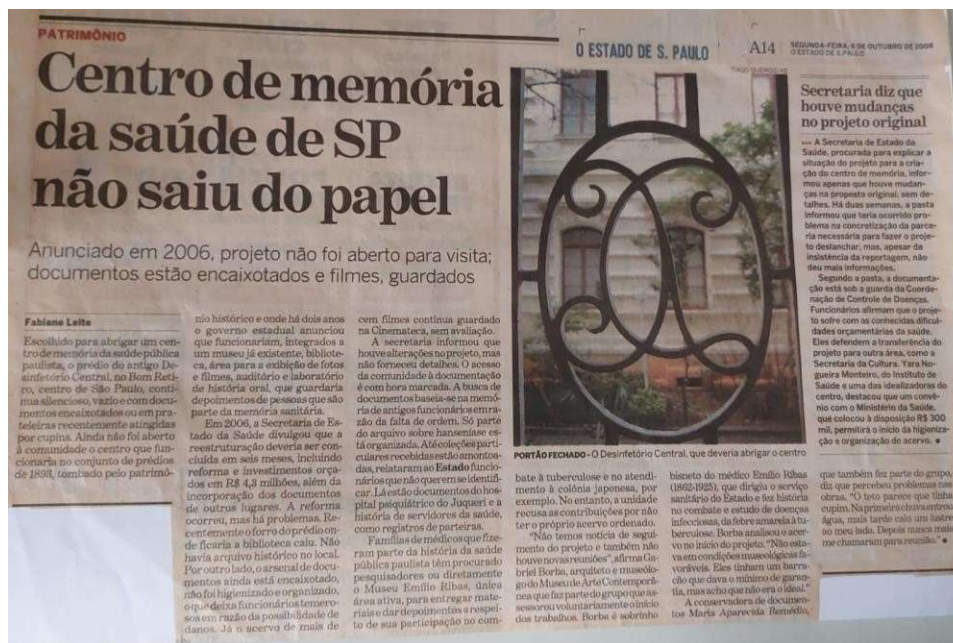 PATRIMÔNIO
Centro de memória
da saúde de SP
não saiu do papel
Anunciado em 2006, projeto não foi aberto para visita;
documentos estão encaixotados e filmes, guardados
Fabiane Leite
Escolhido para abrigar um cen-
tro de memória da saúde pública
paulista, o prédio do antigo De-
sinfetório Central, no Bom Reti-
ro, centro de São Paulo, conti-
nua silencioso, vazio e com docu-
mentos encaixotados ou em pra-
teleiras recentemente atingidas
por cupins. Ainda não foi aberto
à comunidade o centro que fun-
cionaria no conjunto de prédios
de 1893, tombado pelo patrimô-
nio histórico e onde há dois anos
o governo estadual anunciou
que funcionariam, integrados a
um museu já existente, bibliote-
ca, área para a exibição de fotos
e filmes, auditório e laboratório
de história oral, que guardaria
depoimentos de pessoas que são
parte da memória sanitária.
Em 2006, a Secretaria de Es-
tado da Saúde divulgou que a
reestruturação deveria ser con-
cluída em seis meses, incluindo
reforma e investimentos orça-
dos em R$ 4,3 milhões, além da
incorporação dos documentos
de outros lugares. A reforma
ocorreu, mas há problemas. Re-
centemente o forro do prédio on-
de ficaria a biblioteca caiu. Não
havia arquivo histórico no local.
Por outro lado, o arsenal de docu-
mentos ainda está encaixotado,
não foi higienizado e organizado,
o que deixa funcionários temero-
sos em razão da possibilidade de
danos. Já o acervo de mais de
cem filmes continua guardado
na Cinemateca, sem avaliação.
A secretaria informou que
houve alterações no projeto, mas
não forneceu detalhes. O acesso
da comunidade à documentação
é com hora marcada. A busca de
documentos baseia-se na memó-
ria de antigos funcionários em ra-
zão da falta de ordem. Só parte
do arquivo sobre hanseníase es-
tá organizada. Até coleções parti-
culares recebidas estão amontoa-
das, relataram ao Estado funcio-
nários que não querem se identifi-
car. Lá estão documentos do hos-
pital psiquiátrico do Juqueri e a
história de servidores da saúde,
como registros de parteiras.
Famílias de médicos que fize-
ram parte da história da saúde
pública paulista têm procurado
pesquisadores ou diretamente
o Museu Emílio Ribas, única
área ativa, para entregar mate-
riais e dar depoimentos a respei-
to de sua participação no com-
O ESTADO DE S. PAULO
TIAGO QUEIROZ/AE
PORTÃO FECHADO - O Desinfetório Central, que deveria abrigar o centro
bate à tuberculose e no atendi-
mento à colônia japonesa, por
exemplo. No entanto, a unidade
recusa as contribuições por não
ter o próprio acervo ordenado.
"Não temos notícia de segui-
mento do projeto e também não
houve novas reuniões", afirma Ga-
briel Borba, arquiteto e museólo-
go do Museu de Arte Contemporâ-
nea que faz parte do grupo que as-
sessorou voluntariamente o início
dos trabalhos. Borba é sobrinho
bisneto do médico Emílio Ribas
(1862-1925), que dirigiu o serviço
sanitário do Estado e fez história
no combate e estudo de doenças
infecciosas, da febre amarela à tu-
berculose. Borba analisou o acer-
vo no início do projeto. "Não esta-
va em condições museológicas fa-
voráveis. Eles tinham um barra-
cão que dava o mínimo de garan-
tia, mas acho que não era o ideal."
A conservadora de documen-
tos Maria Aparecida Remédio,
que também fez parte do grupo,
diz que percebeu problemas nas
obras. "O teto parece que tinha
cupim. Na primeira chuva entrou
água, mais tarde caiu um lustre
ao meu lado. Depois nunca mais
me chamaram para reunião." ●
A14
SEGUNDA-FEIRA, 6 DE OUTUBRO DE 2008
O ESTADO DE S.PAULO
Secretaria diz que
houve mudanças
no projeto original
A Secretaria de Estado da
Saúde, procurada para explicar a
situação do projeto para a cria-
ção do centro de memória, infor-
mou apenas que houve mudan-
ças na proposta original, sem de-
talhes. Há duas semanas, a pasta
informou que teria ocorrido pro-
blema na concretização da parce-
ria necessária para fazer o proje-
to deslanchar, mas, apesar da
insistência da reportagem, não
deu mais informações.
Segundo a pasta, a documenta-
ção está sob a guarda da Coorde-
nação de Controle de Doenças.
Funcionários afirmam que o proje-
to sofre com as conhecidas dificul-
dades orçamentárias da saúde.
Eles defendem a transferência do
projeto para outra área, como a
Secretaria da Cultura. Yara No-
gueira Monteiro, do Instituto de
Saúde e uma das idealizadoras do
centro, destacou que um convê-
nio com o Ministério da Saúde,
que colocou à disposição R$ 300
mil, permitirá o início da higieniza-
ção e organização do acervo. ●